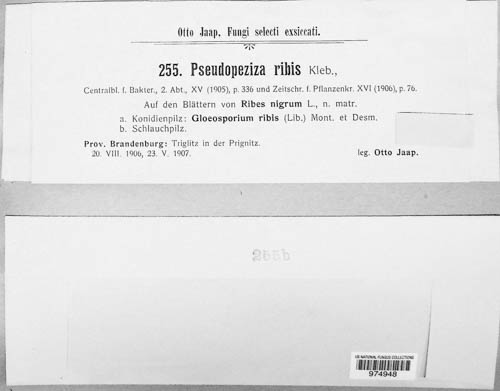 Otto Jaap, Fungi selecti exsiccati.
255. Pseudopeziza ribis Kleb.,
Centralbl. f. Bakter., 2. Abt., XV (1905), p. 336 und Zeitschr. f. Pflanzenkr. XVI (1906), p. 76.
Auf den Blättern von Ribes nigrum L., n. matr.
a. Konidienpilz: Gloeosporium ribis (Lib.) Mont. et Desm.
b. Schlauchpilz.
Prov. Brandenburg: Triglitz in der Prignitz.
20. VIII. 1906, 23. V. 1907. leg. Otto Jaap.
255b
US NATIONAL FUNGUS COLLECTIONS
974948